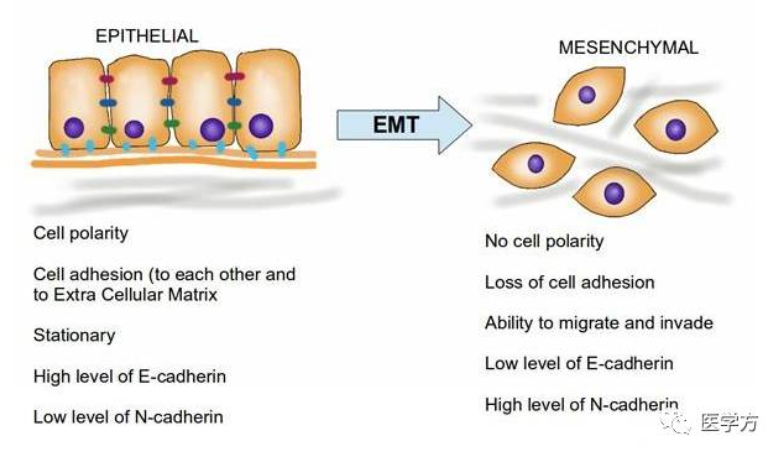 EPITHELIAL
MESENCHYMAL
EMT
Cell polarity
Cell adhesion (to each other and
to Extra Cellular Matrix
Stationary
High level of E-cadherin
Low level of N-cadherin
No cell polarity
Loss of cell adhesion
Ability to migrate and invade
Low level of E-cadherin
High level of N-cadherin
医学方